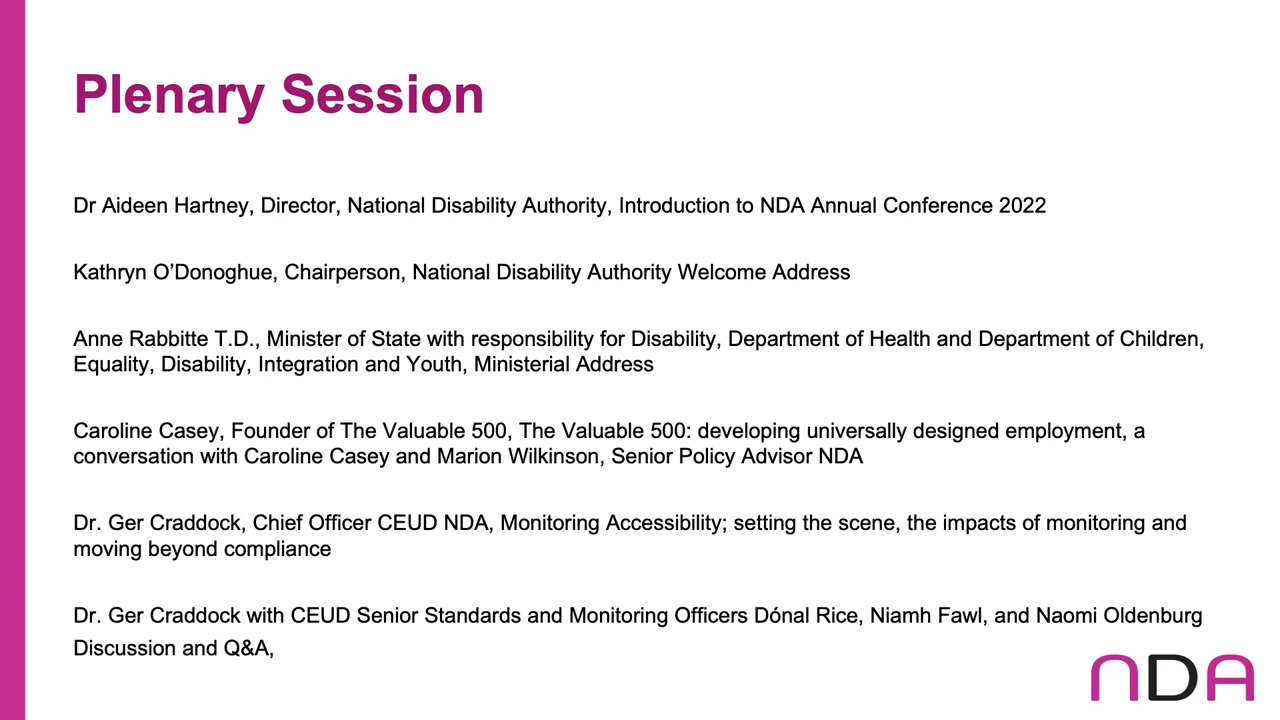 Plenary Session
Dr Aideen Hartney, Director, National Disability Authority, Introduction to NDA Annual Conference 2022
Kathryn O’Donoghue, Chairperson, National Disability Authority Welcome Address
Anne Rabbitte T.D., Minister of State with responsibility for Disability, Department of Health and Department of Children,
Equality, Disability, Integration and Youth, Ministerial Address
Caroline Casey, Founder of The Valuable 500, The Valuable 500: developing universally designed employment, a
conversation with Caroline Casey and Marion Wilkinson, Senior Policy Advisor NDA
Dr. Ger Craddock, Chief Officer CEUD NDA, Monitoring Accessibility; setting the scene, the impacts of monitoring and
moving beyond compliance
Dr. Ger Craddock with CEUD Senior Standards and Monitoring Officers Dónal Rice, Niamh Fawl, and Naomi Oldenburg
Discussion and Q&A,
NDA